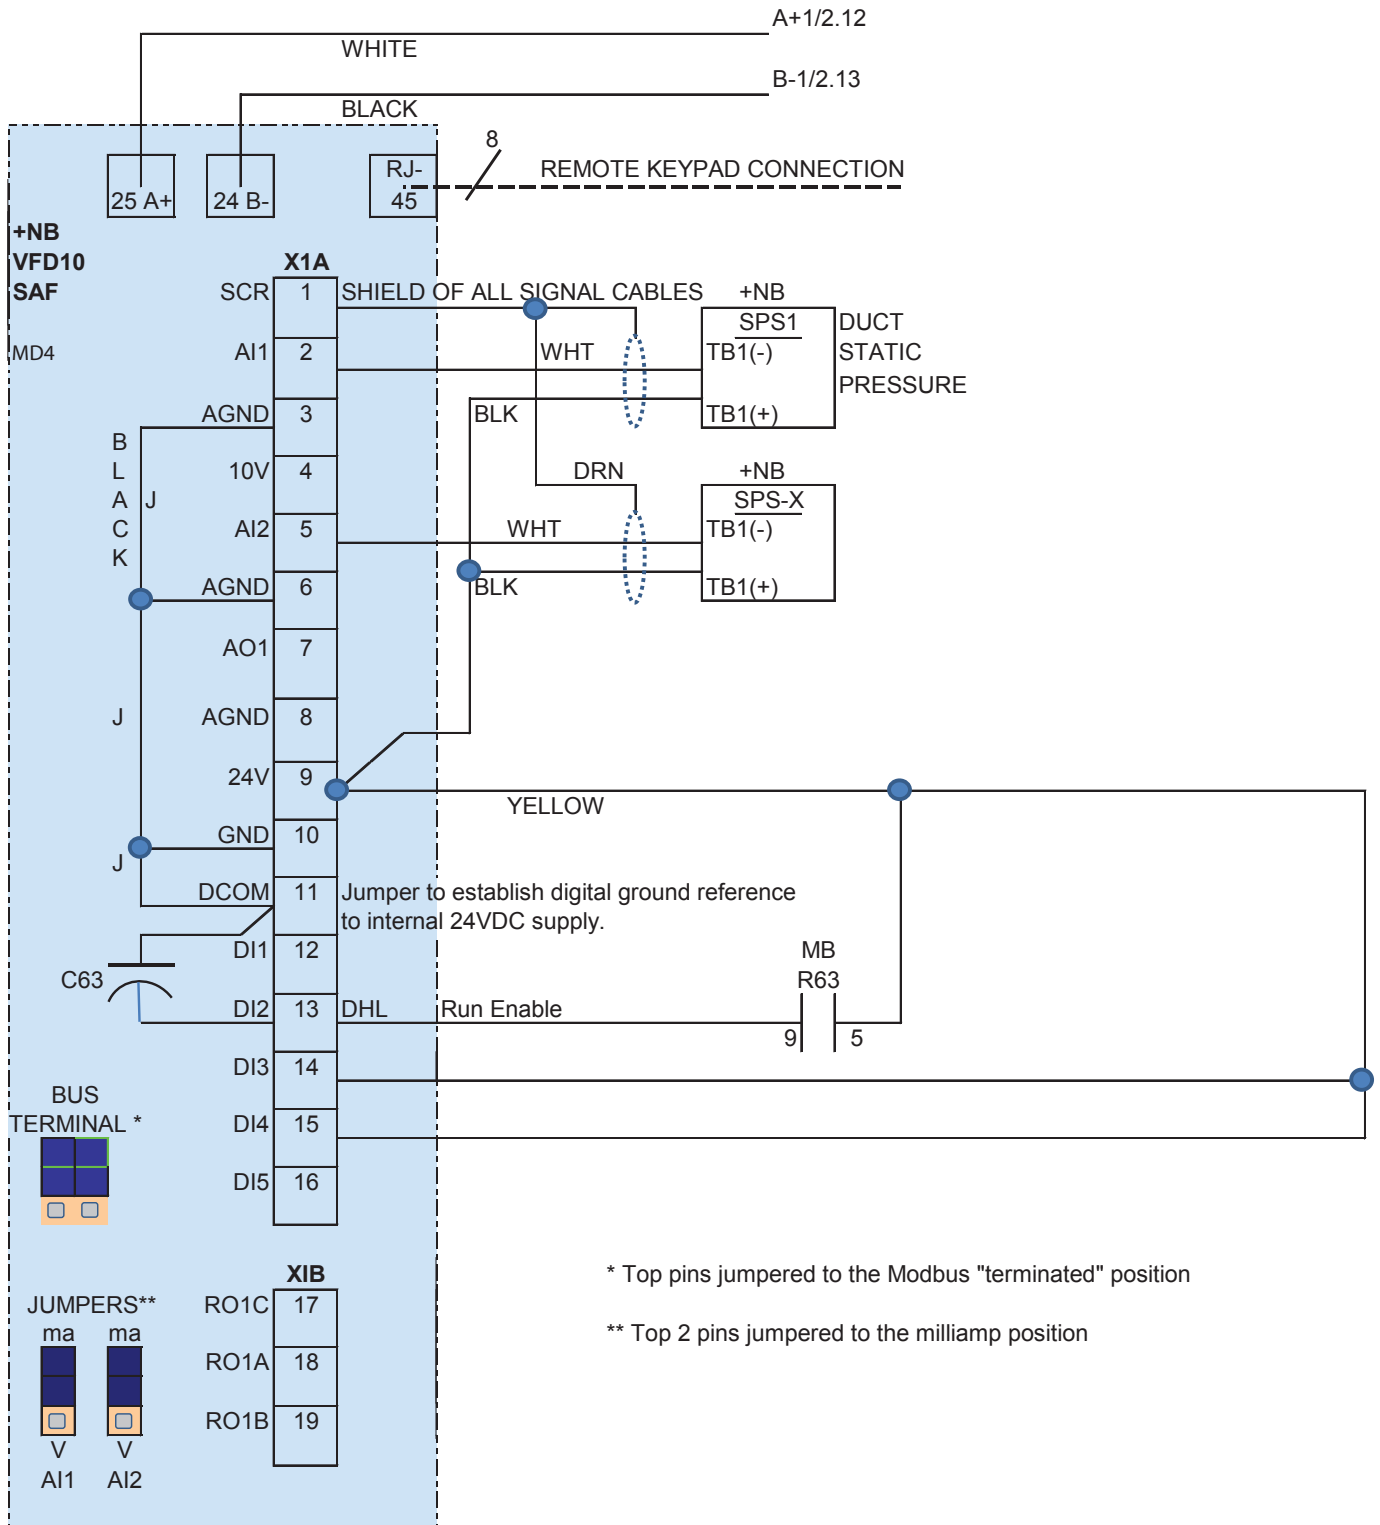 A+1/2.12
WHITE
B-1/2.13
BLACK
8
RJ-
45
REMOTE KEYPAD CONNECTION
25 A+
24 B-
+NB
VFD10
SAF
MD4
X1A
SCR 1 SHIELD OF ALL SIGNAL CABLES
+NB
SPS1
DUCT
STATIC
PRESSURE
AI1 2 WHT TB1(-)
AGND 3 BLK TB1(+)
BLACK
J
10V 4 DRN +NB
SPS-X
AI2 5 WHT TB1(-)
AGND 6 BLK TB1(+)
AO1 7
J
AGND 8
24V 9
YELLOW
GND 10
J
DCOM 11 Jumper to establish digital ground reference
to internal 24VDC supply.
DI1 12
MB
R63
C63
DI2 13 DHL Run Enable
9 5
DI3 14
BUS
TERMINAL *
DI4 15
DI5 16
XIB
* Top pins jumpered to the Modbus "terminated" position
JUMPERS**
RO1C 17
ma ma
** Top 2 pins jumpered to the milliamp position
RO1A 18
RO1B 19
V V
AI1 AI2